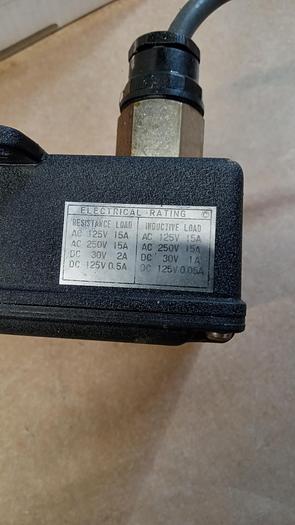 ELECTRICAL RATING ©
RESISTANCE LOAD INDUCTIVE LOAD
AC 125V 15A AC 125V 15A
AC 250V 15A AC 250V 15A
DC 30V 2A DC 30V 1A
DC 125V 0.5A DC 125V 0.05A